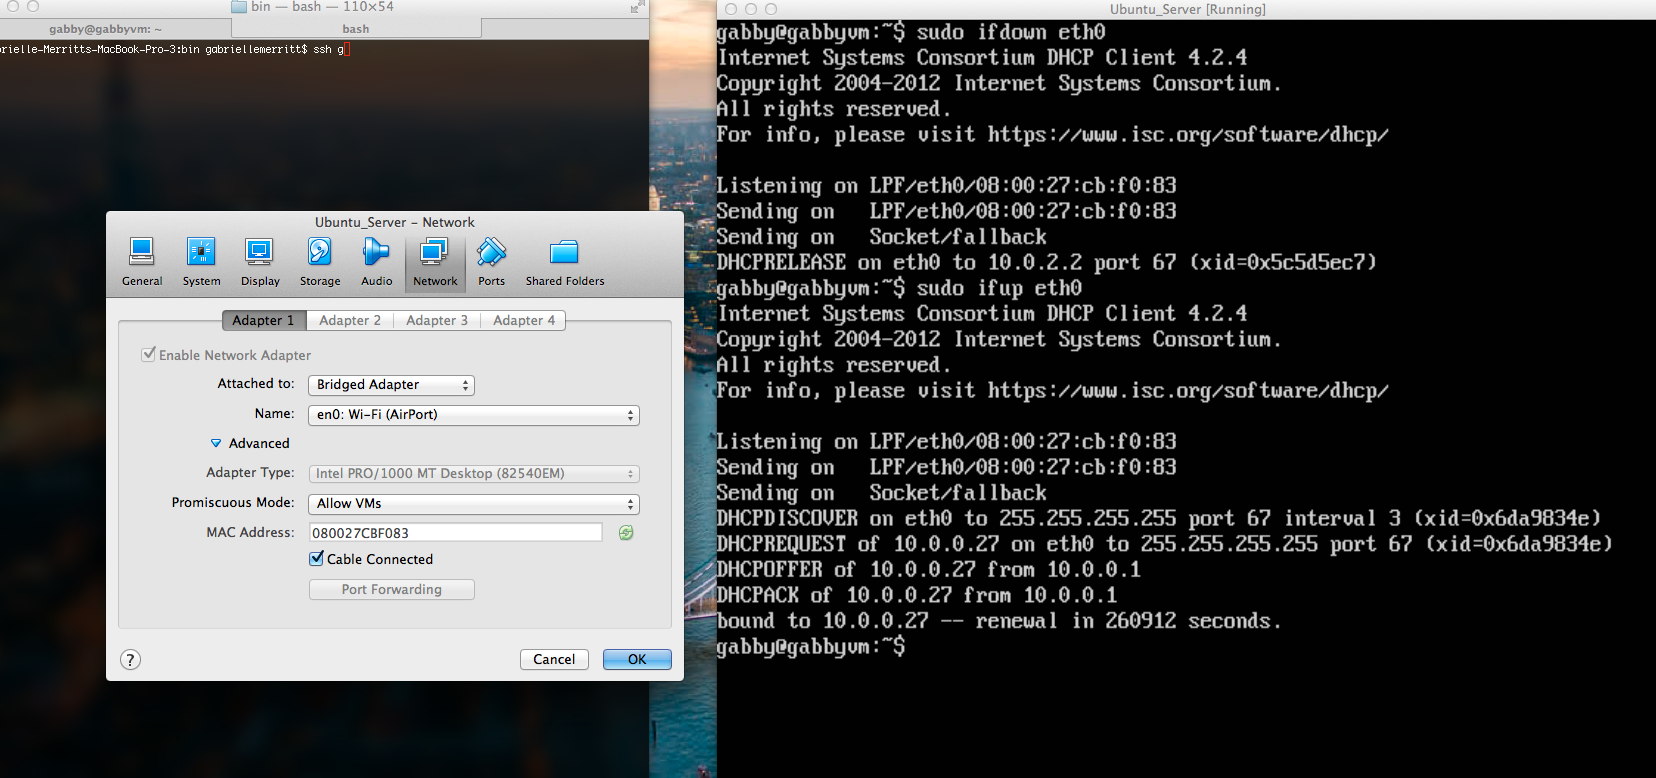 bin — bash — 110×54
gabby@gabbyvm: ~
bash
rielle-Merritts-MacBook-Pro-3:bin gabriellemerritt$ ssh g
Ubuntu_Server – Network
General
System
Display
Storage
Audio
Network
Ports
Shared Folders
Adapter 1
Adapter 2
Adapter 3
Adapter 4
Enable Network Adapter
Attached to: Bridged Adapter
Name: en0: Wi-Fi (AirPort)
Advanced
Adapter Type: Intel PRO/1000 MT Desktop (82540EM)
Promiscuous Mode: Allow VMs
MAC Address: 080027CBF083
Cable Connected
Port Forwarding
?
Cancel
OK
Ubuntu_Server [Running]
gabby@gabbyvm:~$ sudo ifdown eth0
Internet Systems Consortium DHCP Client 4.2.4
Copyright 2004-2012 Internet Systems Consortium.
All rights reserved.
For info, please visit https://www.isc.org/software/dhcp/
Listening on LPF/eth0/08:00:27:cb:f0:83
Sending on   LPF/eth0/08:00:27:cb:f0:83
Sending on   Socket/fallback
DHCPRELEASE on eth0 to 10.0.2.2 port 67 (xid=0x5c5d5ec7)
gabby@gabbyvm:~$ sudo ifup eth0
Internet Systems Consortium DHCP Client 4.2.4
Copyright 2004-2012 Internet Systems Consortium.
All rights reserved.
For info, please visit https://www.isc.org/software/dhcp/
Listening on LPF/eth0/08:00:27:cb:f0:83
Sending on   LPF/eth0/08:00:27:cb:f0:83
Sending on   Socket/fallback
DHCPDISCOVER on eth0 to 255.255.255.255 port 67 interval 3 (xid=0x6da9834e)
DHCPREQUEST of 10.0.0.27 on eth0 to 255.255.255.255 port 67 (xid=0x6da9834e)
DHCPOFFER of 10.0.0.27 from 10.0.0.1
DHCPACK of 10.0.0.27 from 10.0.0.1
bound to 10.0.0.27 -- renewal in 260912 seconds.
gabby@gabbyvm:~$